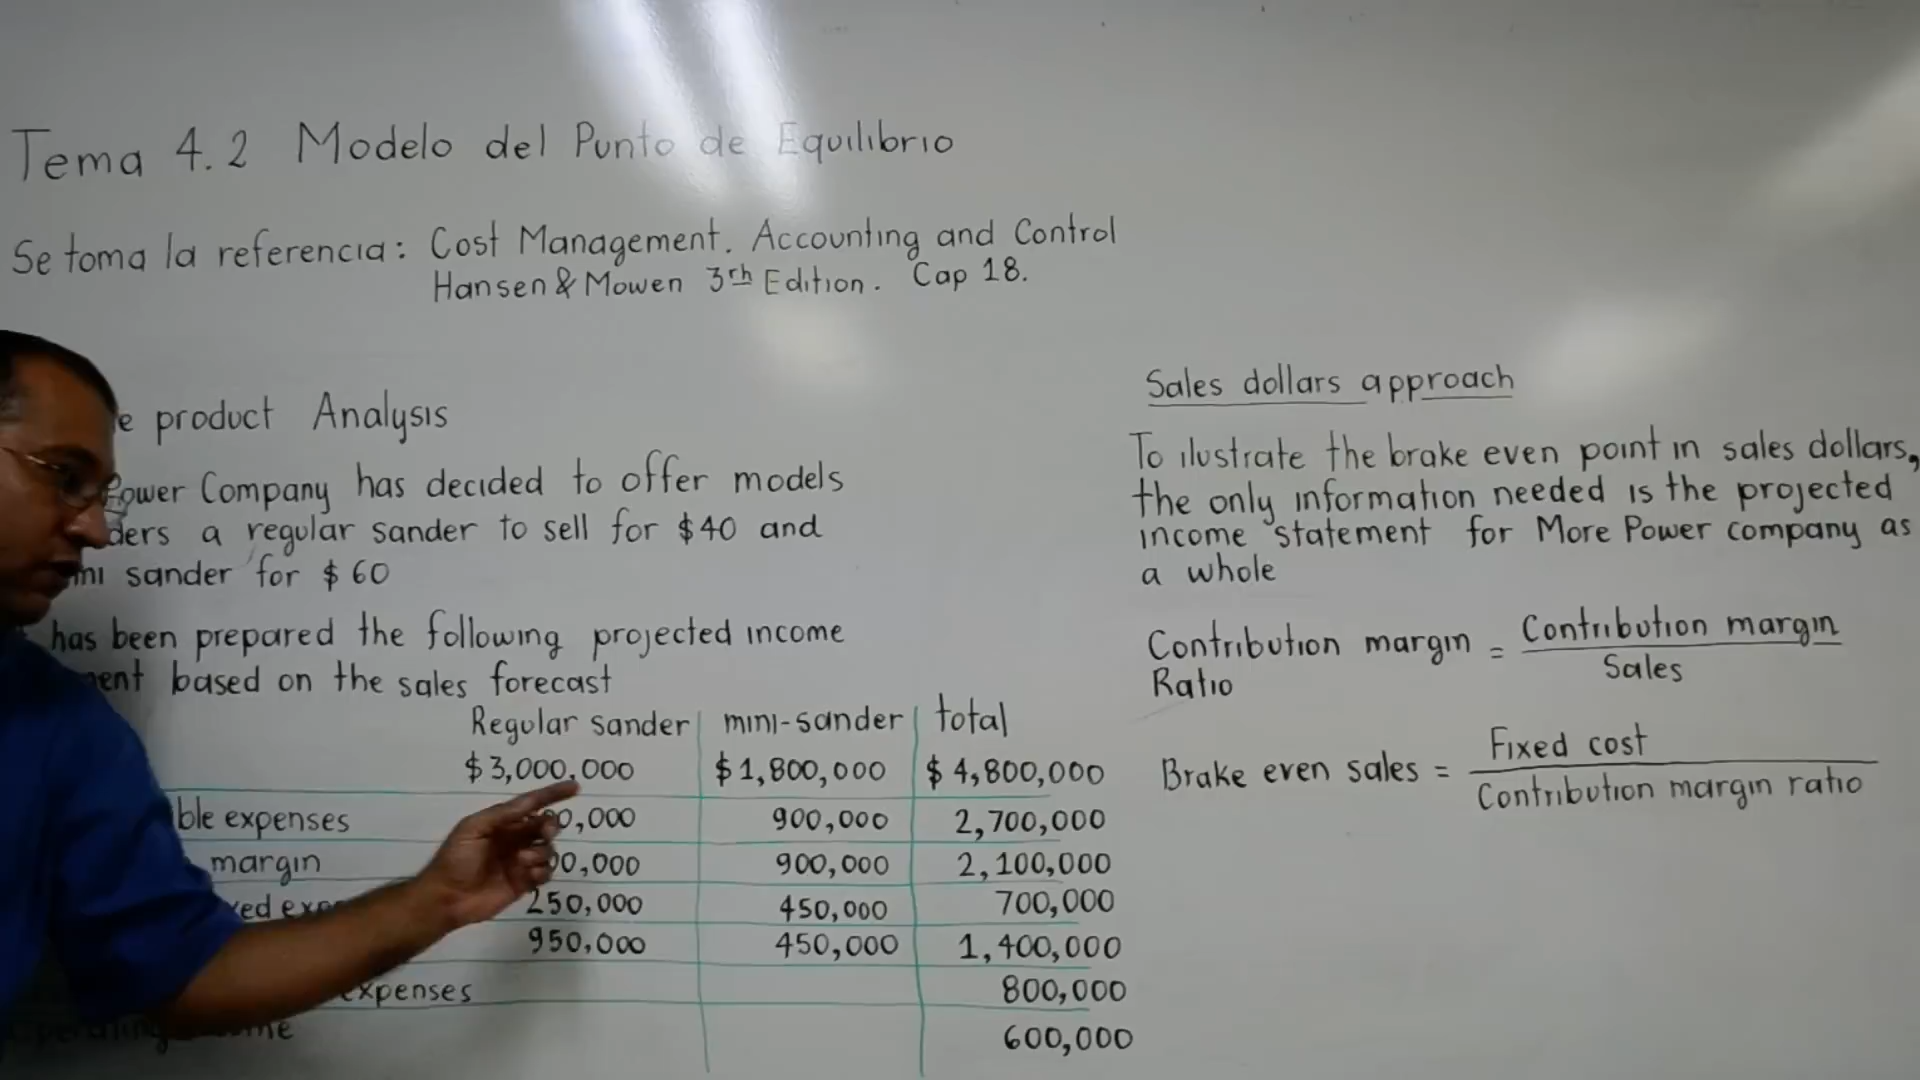 Tema 4.2 Modelo del Punto de Equilibrio
Se toma la referencia: Cost Management. Accounting and Control
Hansen & Mowen 3rh Edition. Cap 18.
product Analysis
Power Company has decided to offer models
a regular sander to sell for $40 and
sander for $60
has been prepared the following projected income
based on the sales forecast
Regular sander mini-sander total
$3,000,000 $1,800,000 $4,800,000
expenses 900,000 2,700,000
margin 900,000 2,100,000
250,000 450,000 700,000
950,000 450,000 1,400,000
expenses 800,000
600,000
Sales dollars approach
To ilustrate the brake even point in sales dollars,
the only information needed is the projected
income statement for More Power company as
a whole
Contribution margin = Contribution margin
Ratio Sales
Brake even sales = Fixed cost
Contribution margin ratio